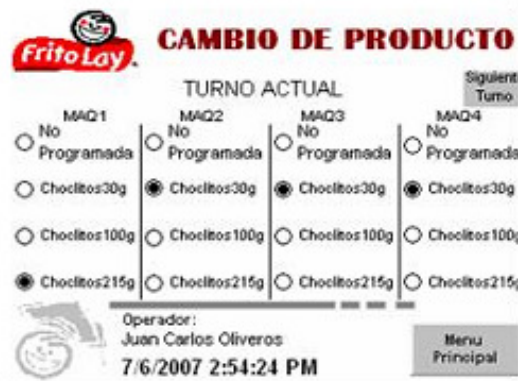 Frito Lay.
CAMBIO DE PRODUCTO
TURNO ACTUAL
Siguient
Turno
MAQ1
No
Programada
Choclitos30g
Choclitos100g
Choclitos215g
MAQ2
No
Programada
Choclitos30g
Choclitos100g
Choclitos215g
MAQ3
No
Programada
Choclitos30g
Choclitos100g
Choclitos215g
MAQ4
No
Programada
Choclitos30g
Choclitos100g
Choclitos215g
Operador:
Juan Carlos Oliveros
7/6/2007 2:54:24 PM
Menu
Principal